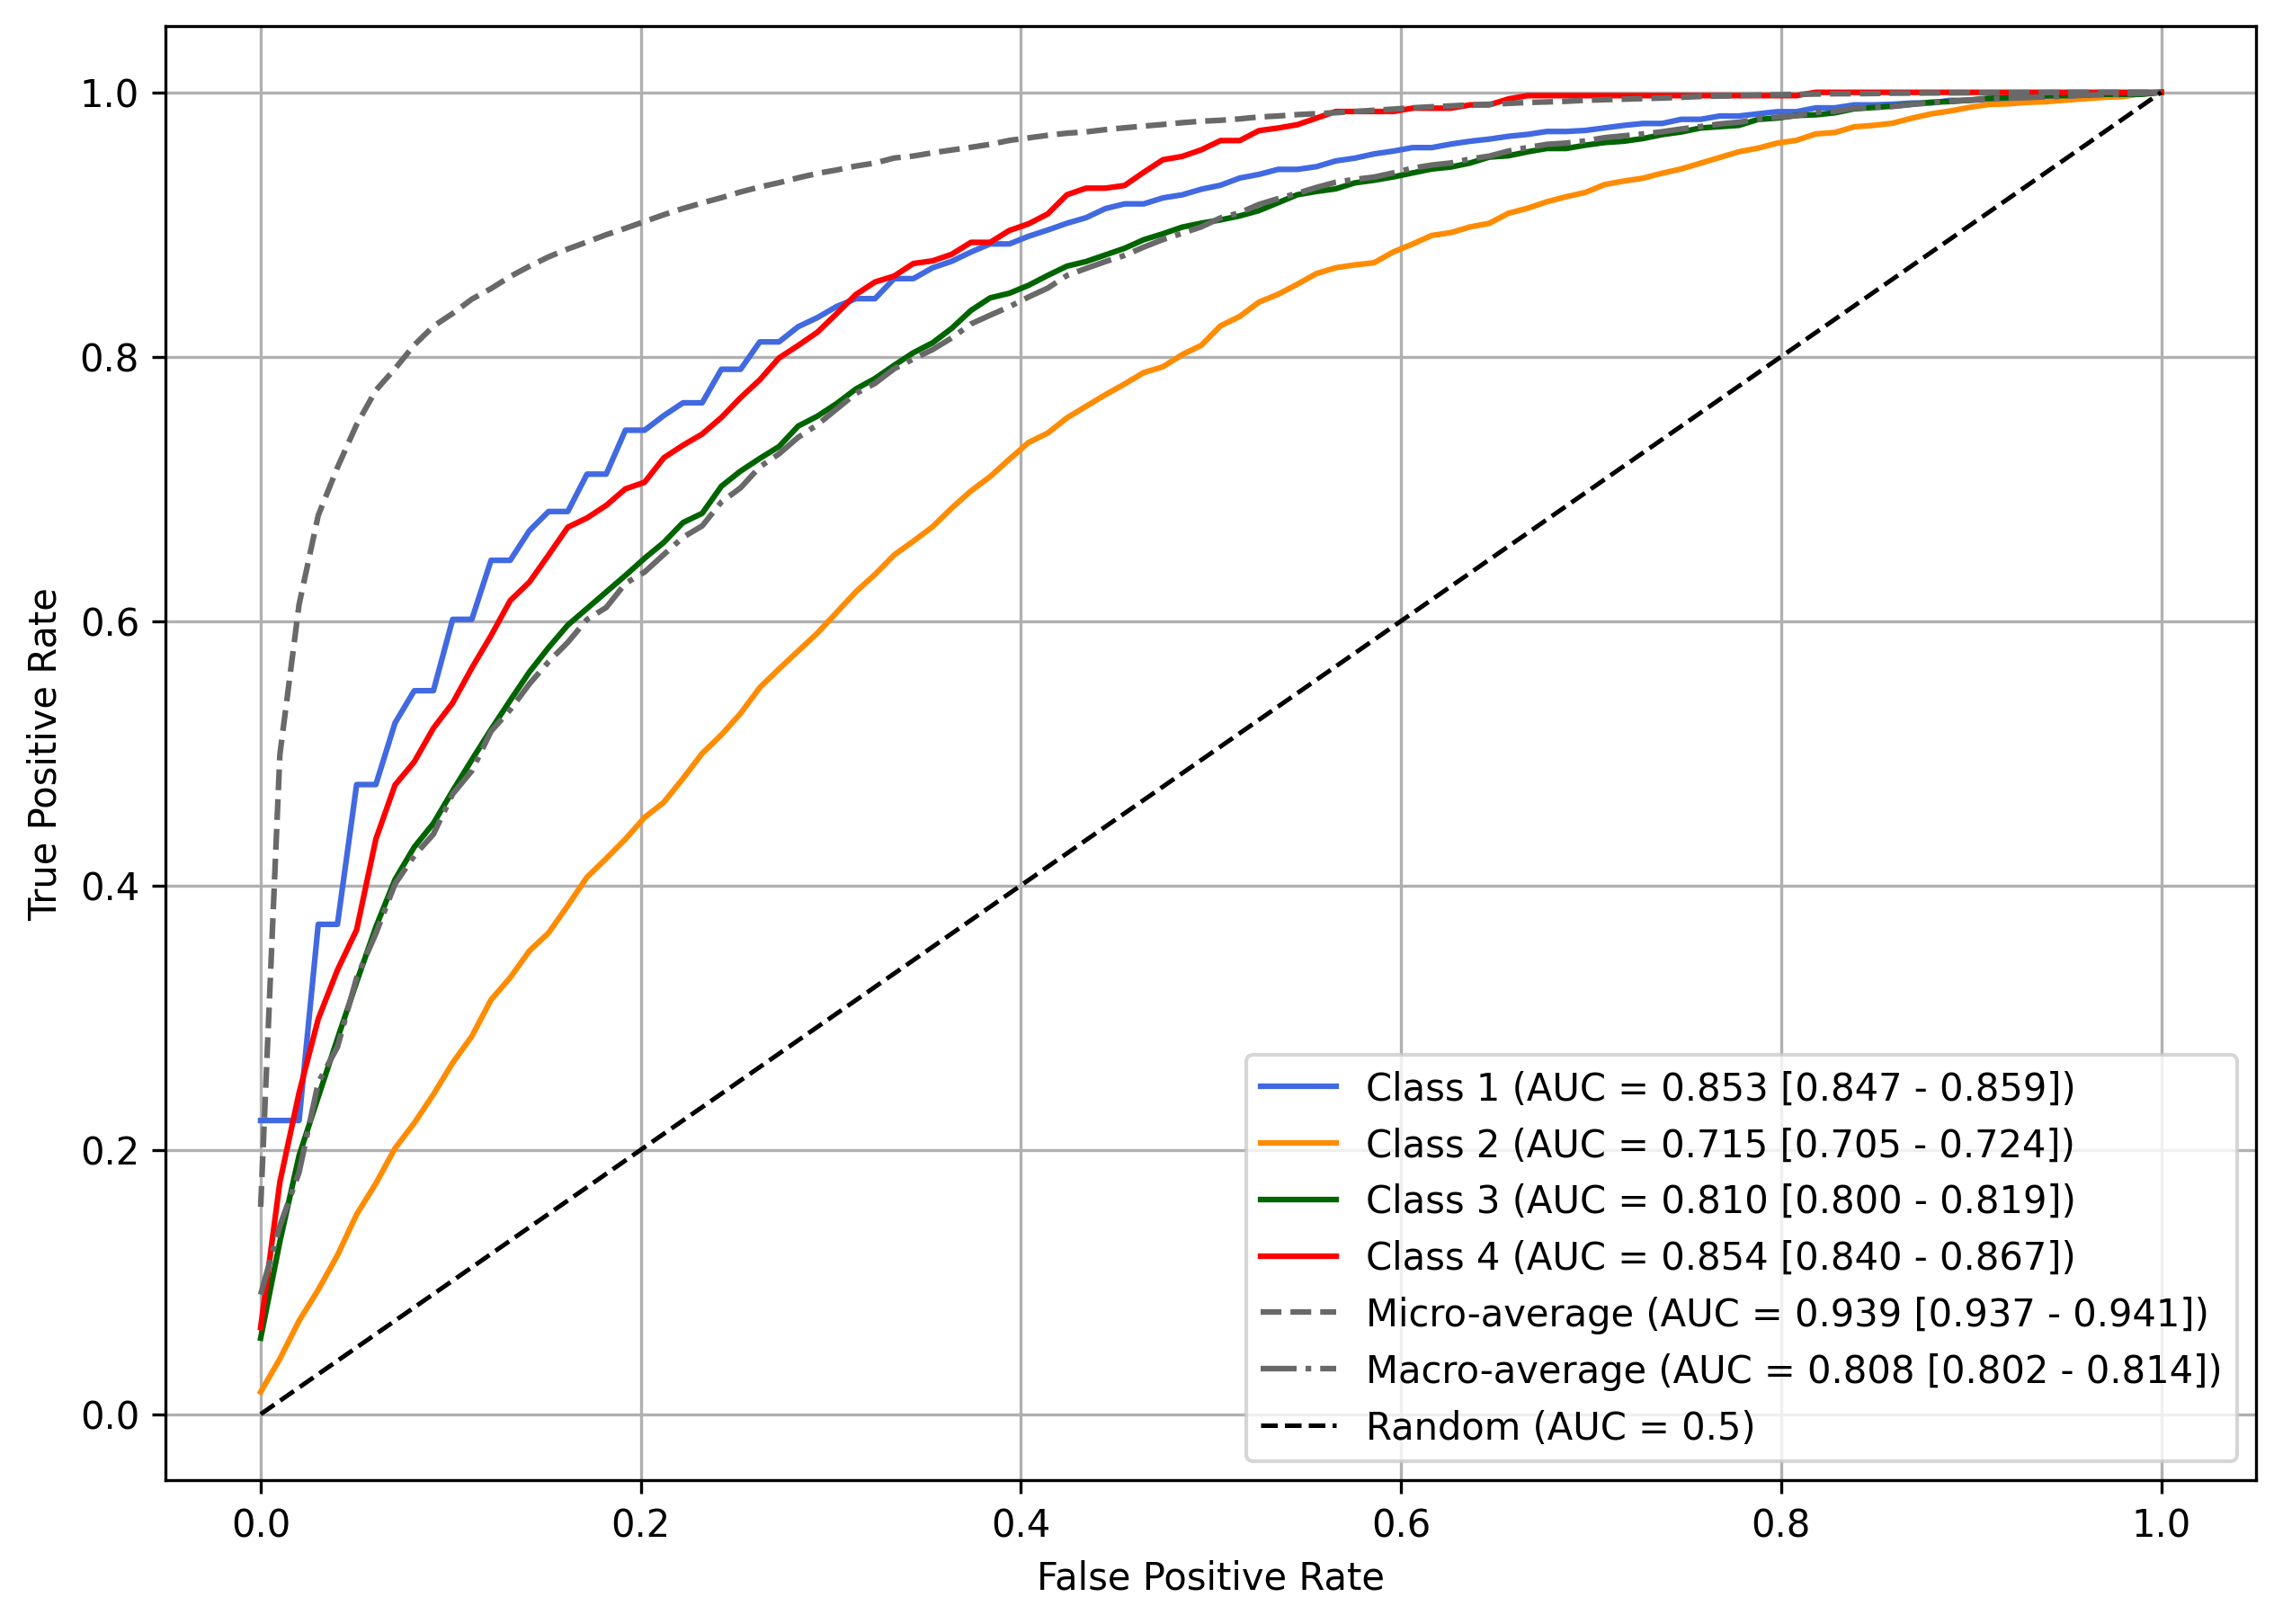 1.0
0.8
0.6
0.4
0.2
0.0
True Positive Rate
0.0 0.2 0.4 0.6 0.8 1.0
False Positive Rate
Class 1 (AUC = 0.853 [0.847 - 0.859])
Class 2 (AUC = 0.715 [0.705 - 0.724])
Class 3 (AUC = 0.810 [0.800 - 0.819])
Class 4 (AUC = 0.854 [0.840 - 0.867])
Micro-average (AUC = 0.939 [0.937 - 0.941])
Macro-average (AUC = 0.808 [0.802 - 0.814])
Random (AUC = 0.5)